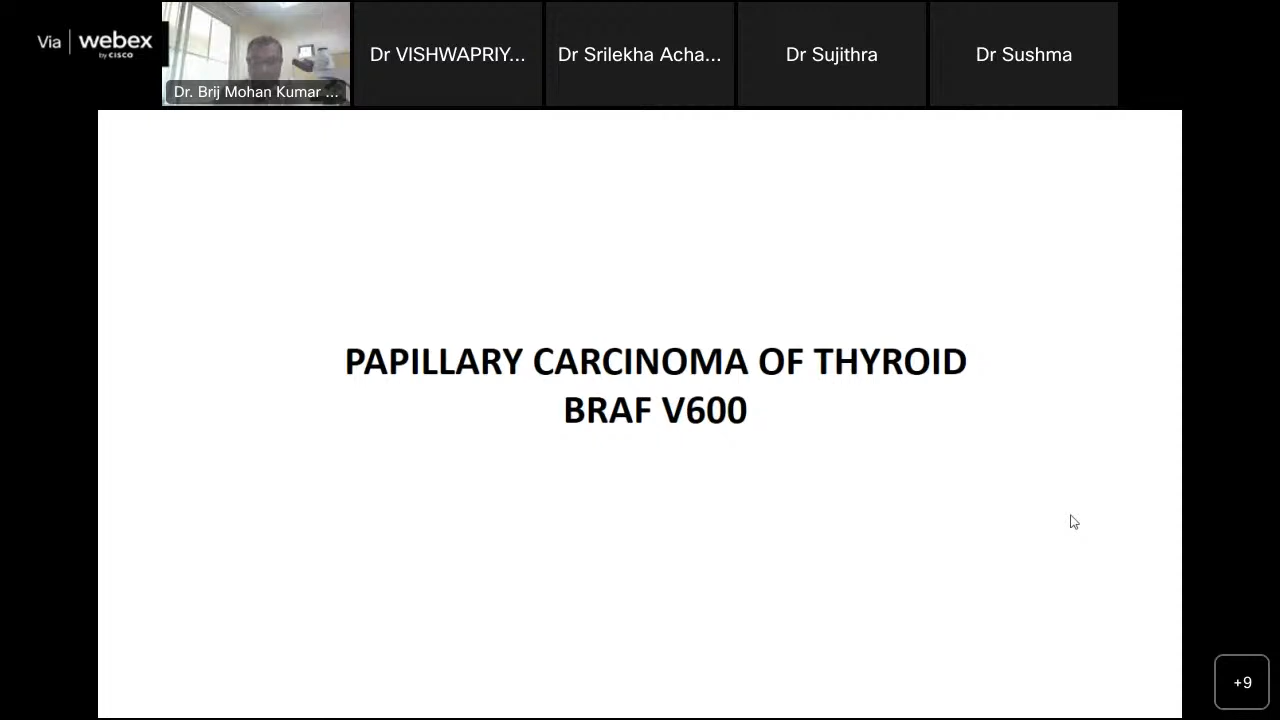 Via webex
by CISCO
Dr. Brij Mohan Kumar ...
Dr VISHWAPRIY...
Dr Srilekha Acha...
Dr Sujithra
Dr Sushma
PAPILLARY CARCINOMA OF THYROID
BRAF V600
+9